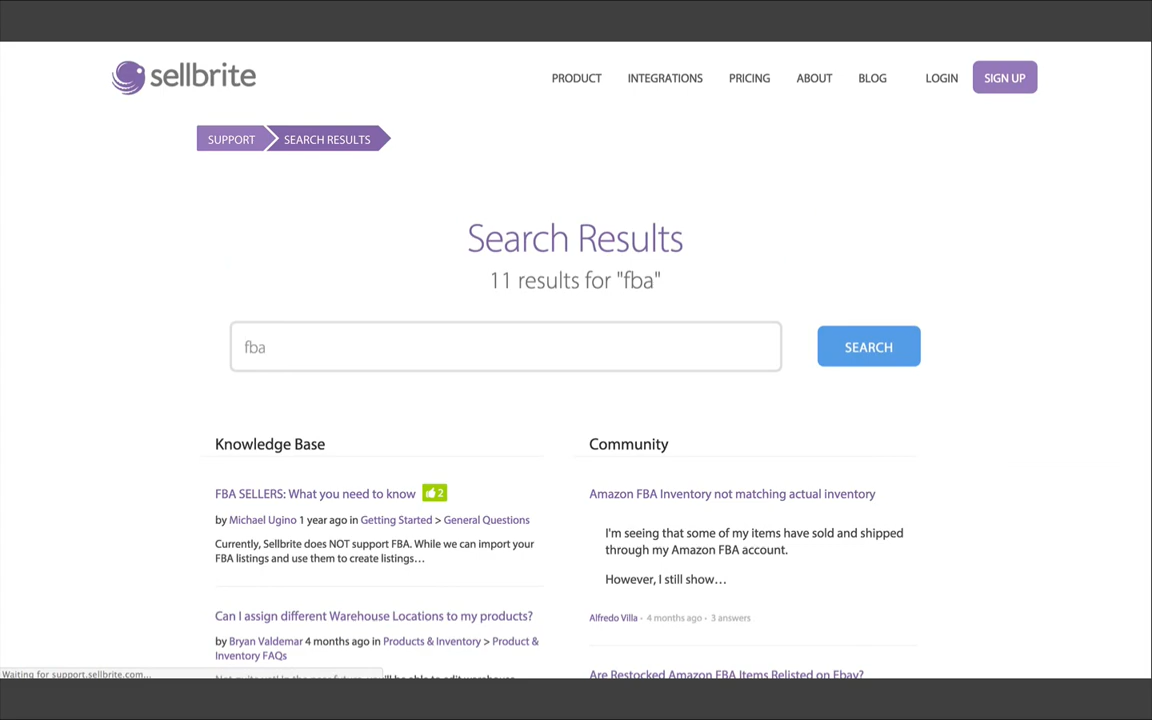 sellbrite
PRODUCT
INTEGRATIONS
PRICING
ABOUT
BLOG
LOGIN
SIGN UP
SUPPORT
SEARCH RESULTS
Search Results
11 results for "fba"
fba
SEARCH
Knowledge Base
FBA SELLERS: What you need to know 2
by Michael Ugino 1 year ago in Getting Started > General Questions
Currently, Sellbrite does NOT support FBA. While we can import your
FBA listings and use them to create listings...
Can I assign different Warehouse Locations to my products?
by Bryan Valdemar 4 months ago in Products & Inventory > Product &
Inventory FAQs
Community
Amazon FBA Inventory not matching actual inventory
I'm seeing that some of my items have sold and shipped
through my Amazon FBA account.
However, I still show...
Alfredo Villa · 4 months ago · 3 answers
Are Restocked Amazon FBA Items Relisted on Ebay?
Waiting for support.sellbrite.com...